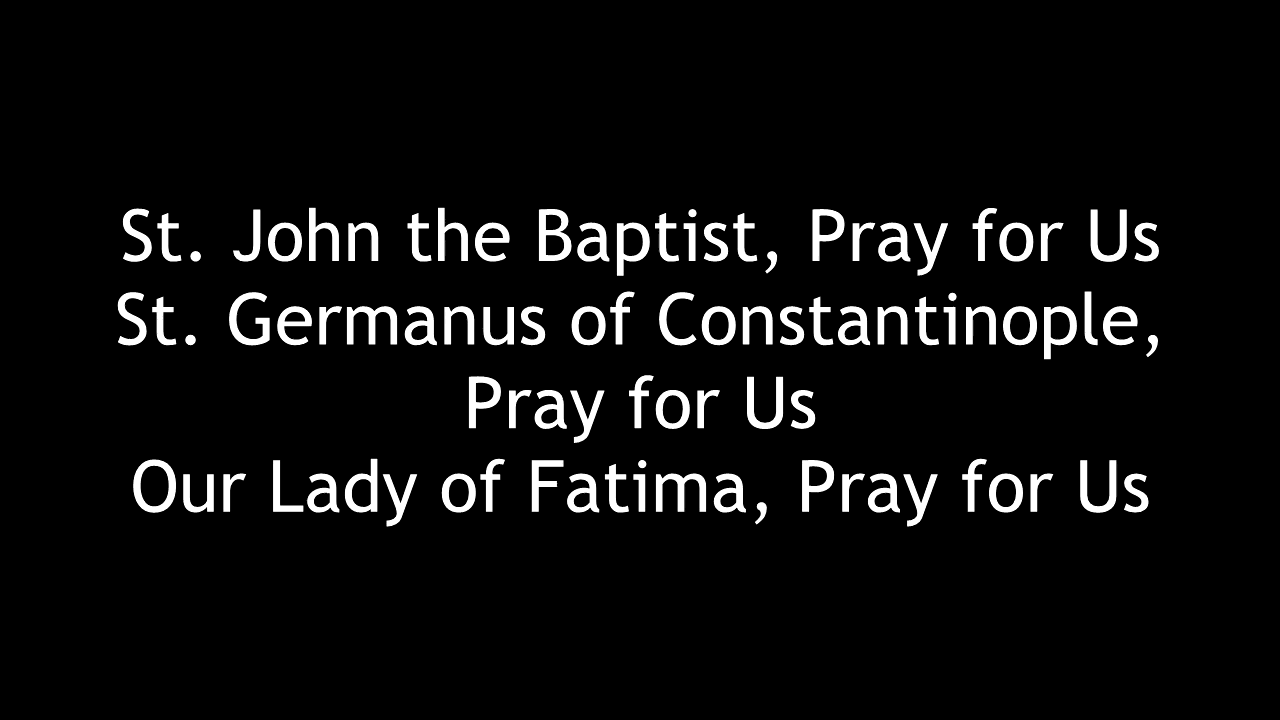 St. John the Baptist, Pray for Us
St. Germanus of Constantinople,
Pray for Us
Our Lady of Fatima, Pray for Us